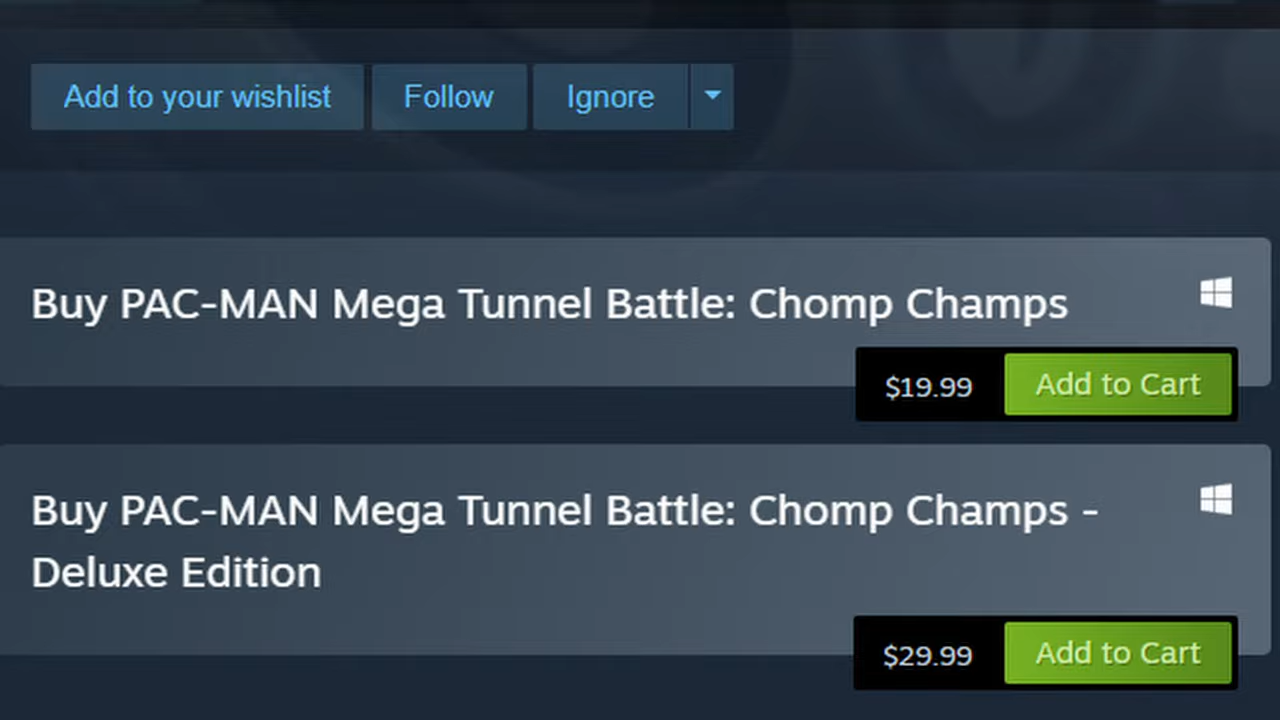 Add to your wishlist Follow Ignore
Buy PAC-MAN Mega Tunnel Battle: Chomp Champs
$19.99 Add to Cart
Buy PAC-MAN Mega Tunnel Battle: Chomp Champs -
Deluxe Edition
$29.99 Add to Cart